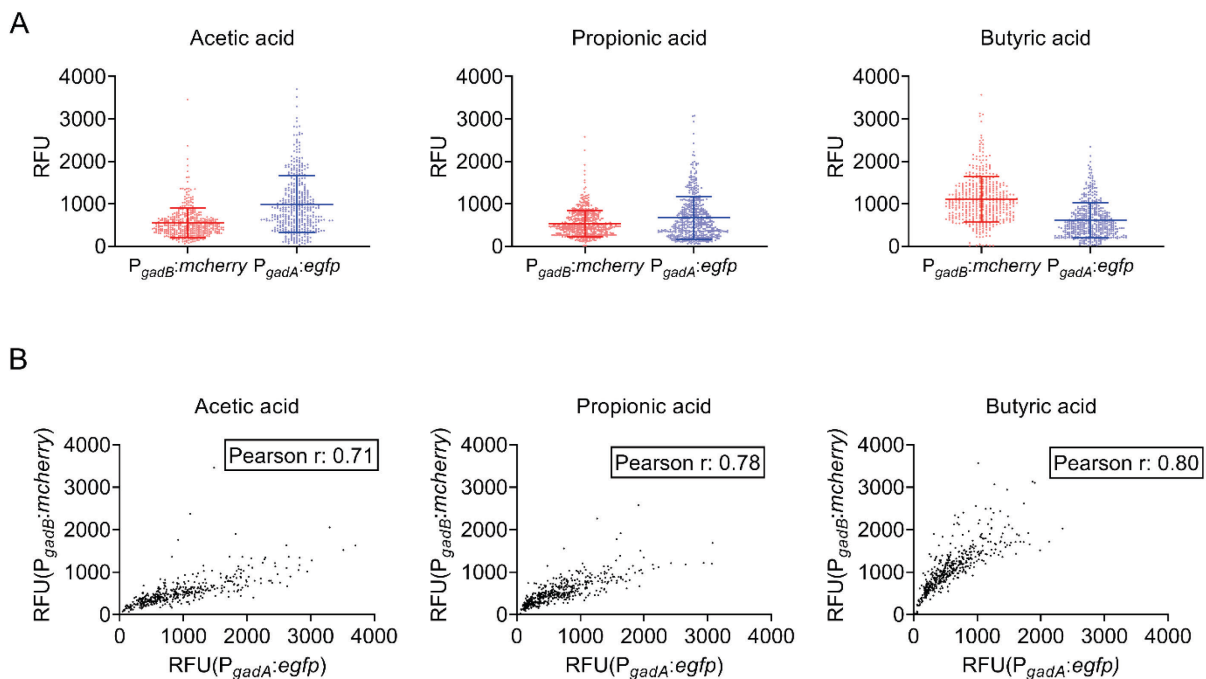 A
Acetic acid
Propionic acid
Butyric acid
RFU
4000
3000
2000
1000
0
PgadB:mcherry PgadA:egfp
RFU
4000
3000
2000
1000
0
PgadB:mcherry PgadA:egfp
RFU
4000
3000
2000
1000
0
PgadB:mcherry PgadA:egfp
B
Acetic acid
Propionic acid
Butyric acid
RFU(PgadB:mcherry)
4000
3000
2000
1000
0
Pearson r: 0.71
0 1000 2000 3000 4000
RFU(PgadA:egfp)
RFU(PgadB:mcherry)
4000
3000
2000
1000
0
Pearson r: 0.78
0 1000 2000 3000 4000
RFU(PgadA:egfp)
RFU(PgadB:mcherry)
4000
3000
2000
1000
0
Pearson r: 0.80
0 1000 2000 3000 4000
RFU(PgadA:egfp)